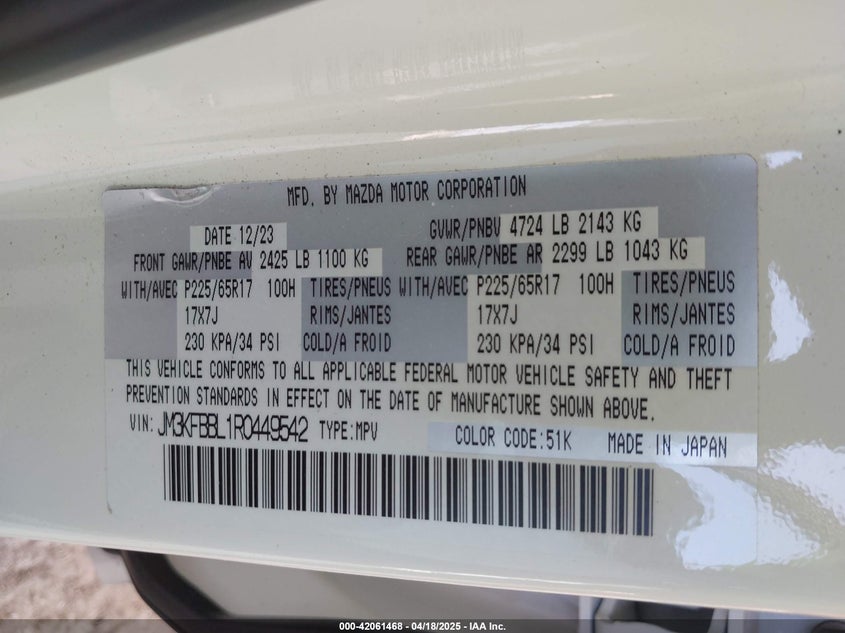 MFD. BY MAZDA MOTOR CORPORATION
DATE 12/23 GVWR/PNBV 4724 LB 2143 KG
FRONT GAWR/PNBE AV 2425 LB 1100 KG REAR GAWR/PNBE AR 2299 LB 1043 KG
WITH/AVEC P225/65R17 100H TIRES/PNEUS WITH/AVEC P225/65R17 100H TIRES/PNEUS
17X7J RIMS/JANTES 17X7J RIMS/JANTES
230 KPA/34 PSI COLD/A FROID 230 KPA/34 PSI COLD/A FROID
THIS VEHICLE CONFORMS TO ALL APPLICABLE FEDERAL MOTOR VEHICLE SAFETY AND THEFT
PREVENTION STANDARDS IN EFFECT ON THE DATE OF MANUFACTURE SHOWN ABOVE.
VIN: JM3KFBBL1R0449542 TYPE:MPV COLOR CODE:51K MADE IN JAPAN
000-42061468 - 04/18/2025 - IAA Inc.